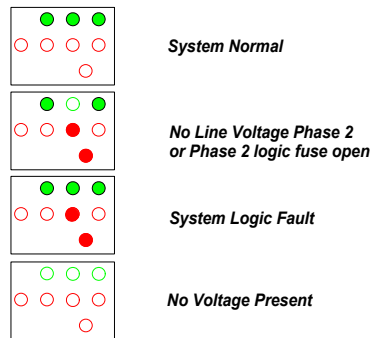 System Normal
No Line Voltage Phase 2
or Phase 2 logic fuse open
System Logic Fault
No Voltage Present